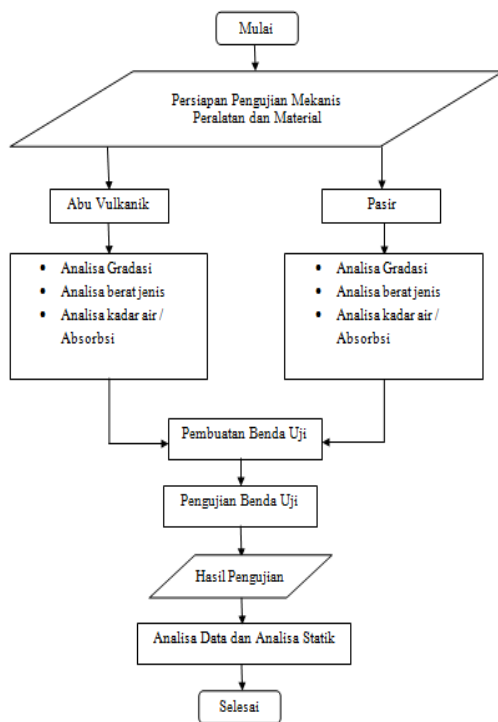 Mulai
Persiapan Pengujian Mekanis
Peralatan dan Material
Abu Vulkanik
Pasir
• Analisa Gradasi
• Analisa berat jenis
• Analisa kadar air /
Absorbsi
• Analisa Gradasi
• Analisa berat jenis
• Analisa kadar air /
Absorbsi
Pembuatan Benda Uji
Pengujian Benda Uji
Hasil Pengujian
Analisa Data dan Analisa Statik
Selesai